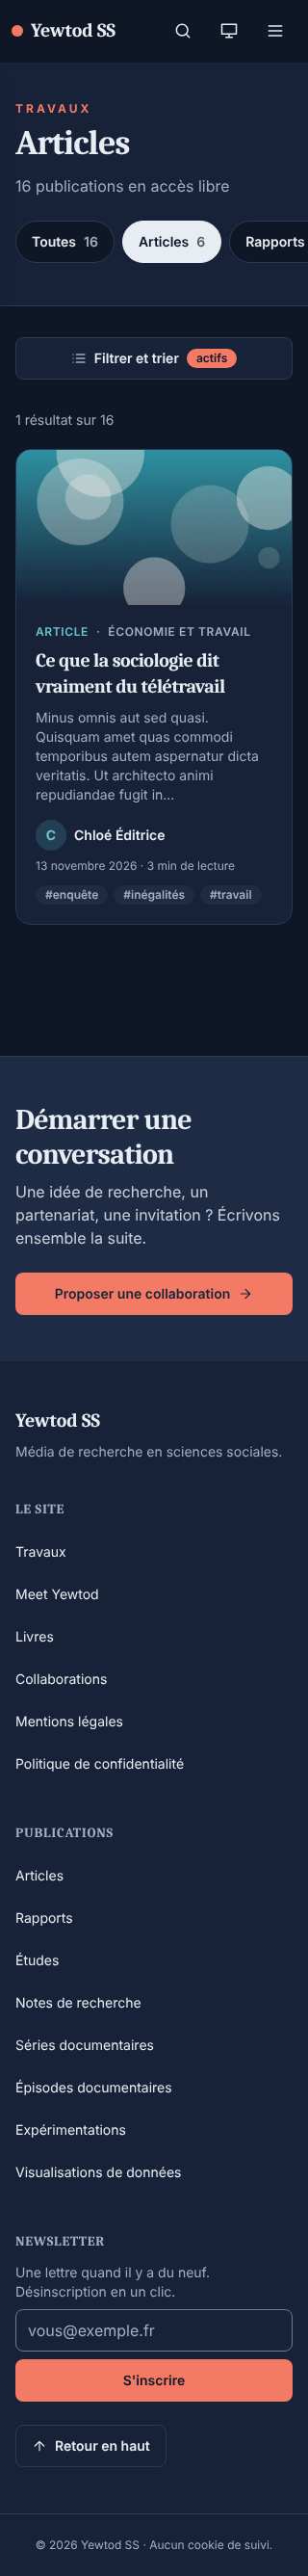 Yewtod SS
TRAVAUX
Articles
16 publications en accès libre
Toutes 16
Articles 6
Rapports
Filtrer et trier actifs
1 résultat sur 16
ARTICLE · ÉCONOMIE ET TRAVAIL
Ce que la sociologie dit
vraiment du télétravail
Minus omnis aut sed quasi.
Quisquam amet quas commodi
temporibus autem aspernatur dicta
veritatis. Ut architecto animi
repudiandae fugit in...
C Chloé Éditrice
13 novembre 2026 · 3 min de lecture
#enquête #inégalités #travail
Démarrer une
conversation
Une idée de recherche, un
partenariat, une invitation ? Écrivons
ensemble la suite.
Proposer une collaboration →
Yewtod SS
Média de recherche en sciences sociales.
LE SITE
Travaux
Meet Yewtod
Livres
Collaborations
Mentions légales
Politique de confidentialité
PUBLICATIONS
Articles
Rapports
Études
Notes de recherche
Séries documentaires
Épisodes documentaires
Expérimentations
Visualisations de données
NEWSLETTER
Une lettre quand il y a du neuf.
Désinscription en un clic.
vous@exemple.fr
S'inscrire
↑ Retour en haut
© 2026 Yewtod SS · Aucun cookie de suivi.